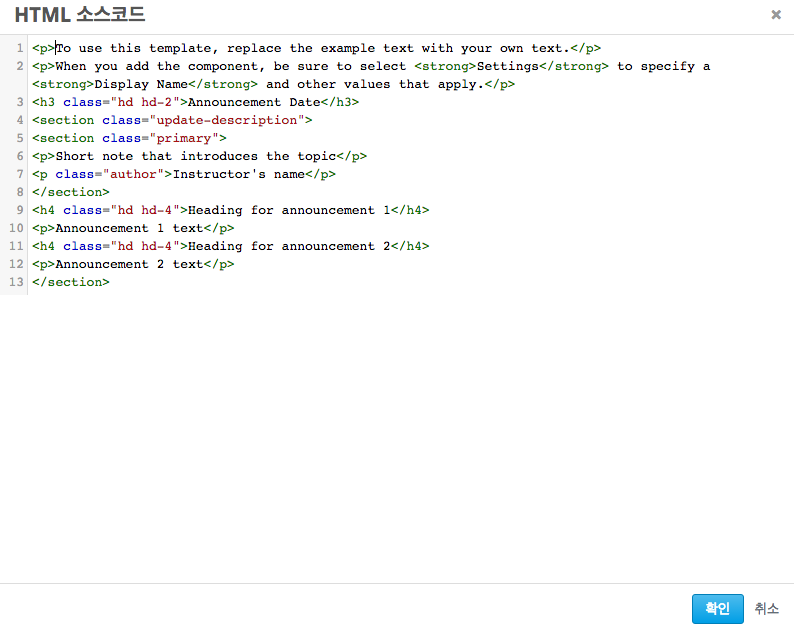 HTML 소스코드
×
1 <p>To use this template, replace the example text with your own text.</p>
2 <p>When you add the component, be sure to select <strong>Settings</strong> to specify a
<strong>Display Name</strong> and other values that apply.</p>
3 <h3 class="hd hd-2">Announcement Date</h3>
4 <section class="update-description">
5 <section class="primary">
6 <p>Short note that introduces the topic</p>
7 <p class="author">Instructor's name</p>
8 </section>
9 <h4 class="hd hd-4">Heading for announcement 1</h4>
10 <p>Announcement 1 text</p>
11 <h4 class="hd hd-4">Heading for announcement 2</h4>
12 <p>Announcement 2 text</p>
13 </section>
확인 취소